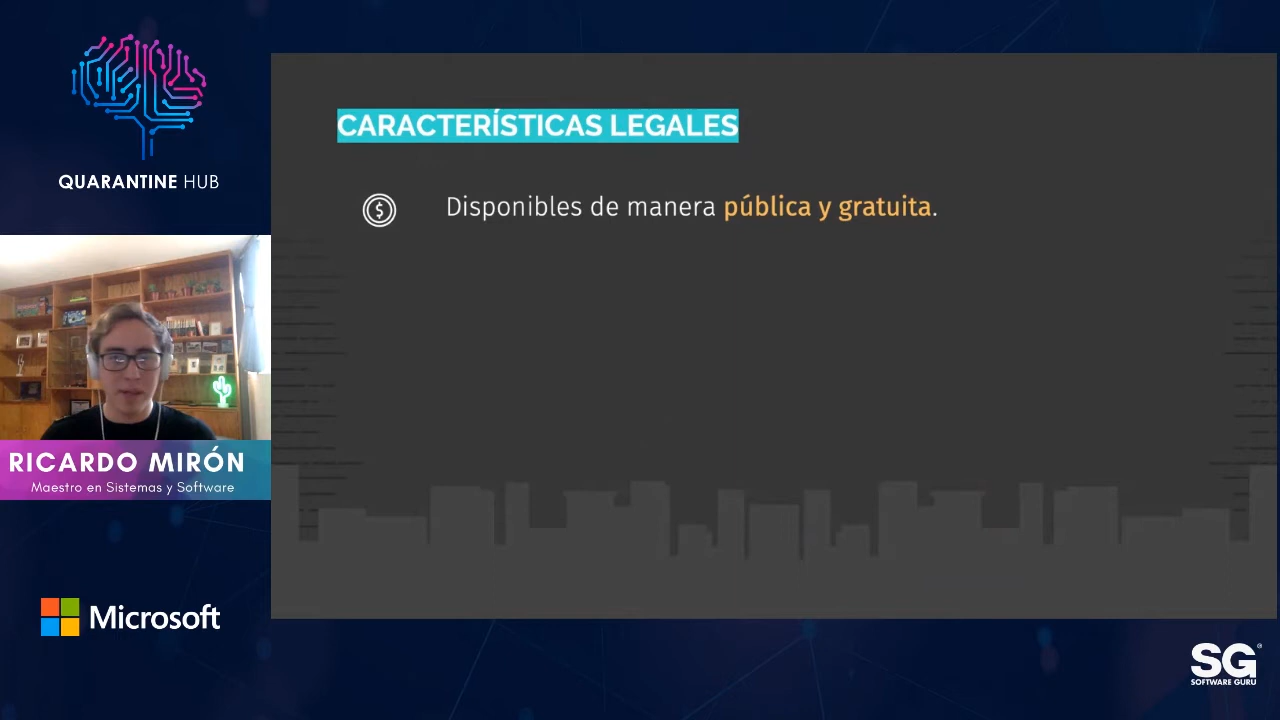 QUARANTINE HUB
CARACTERÍSTICAS LEGALES
$
Disponibles de manera pública y gratuita.
RICARDO MIRÓN
Maestro en Sistemas y Software
Microsoft
SG®
SOFTWARE GURU